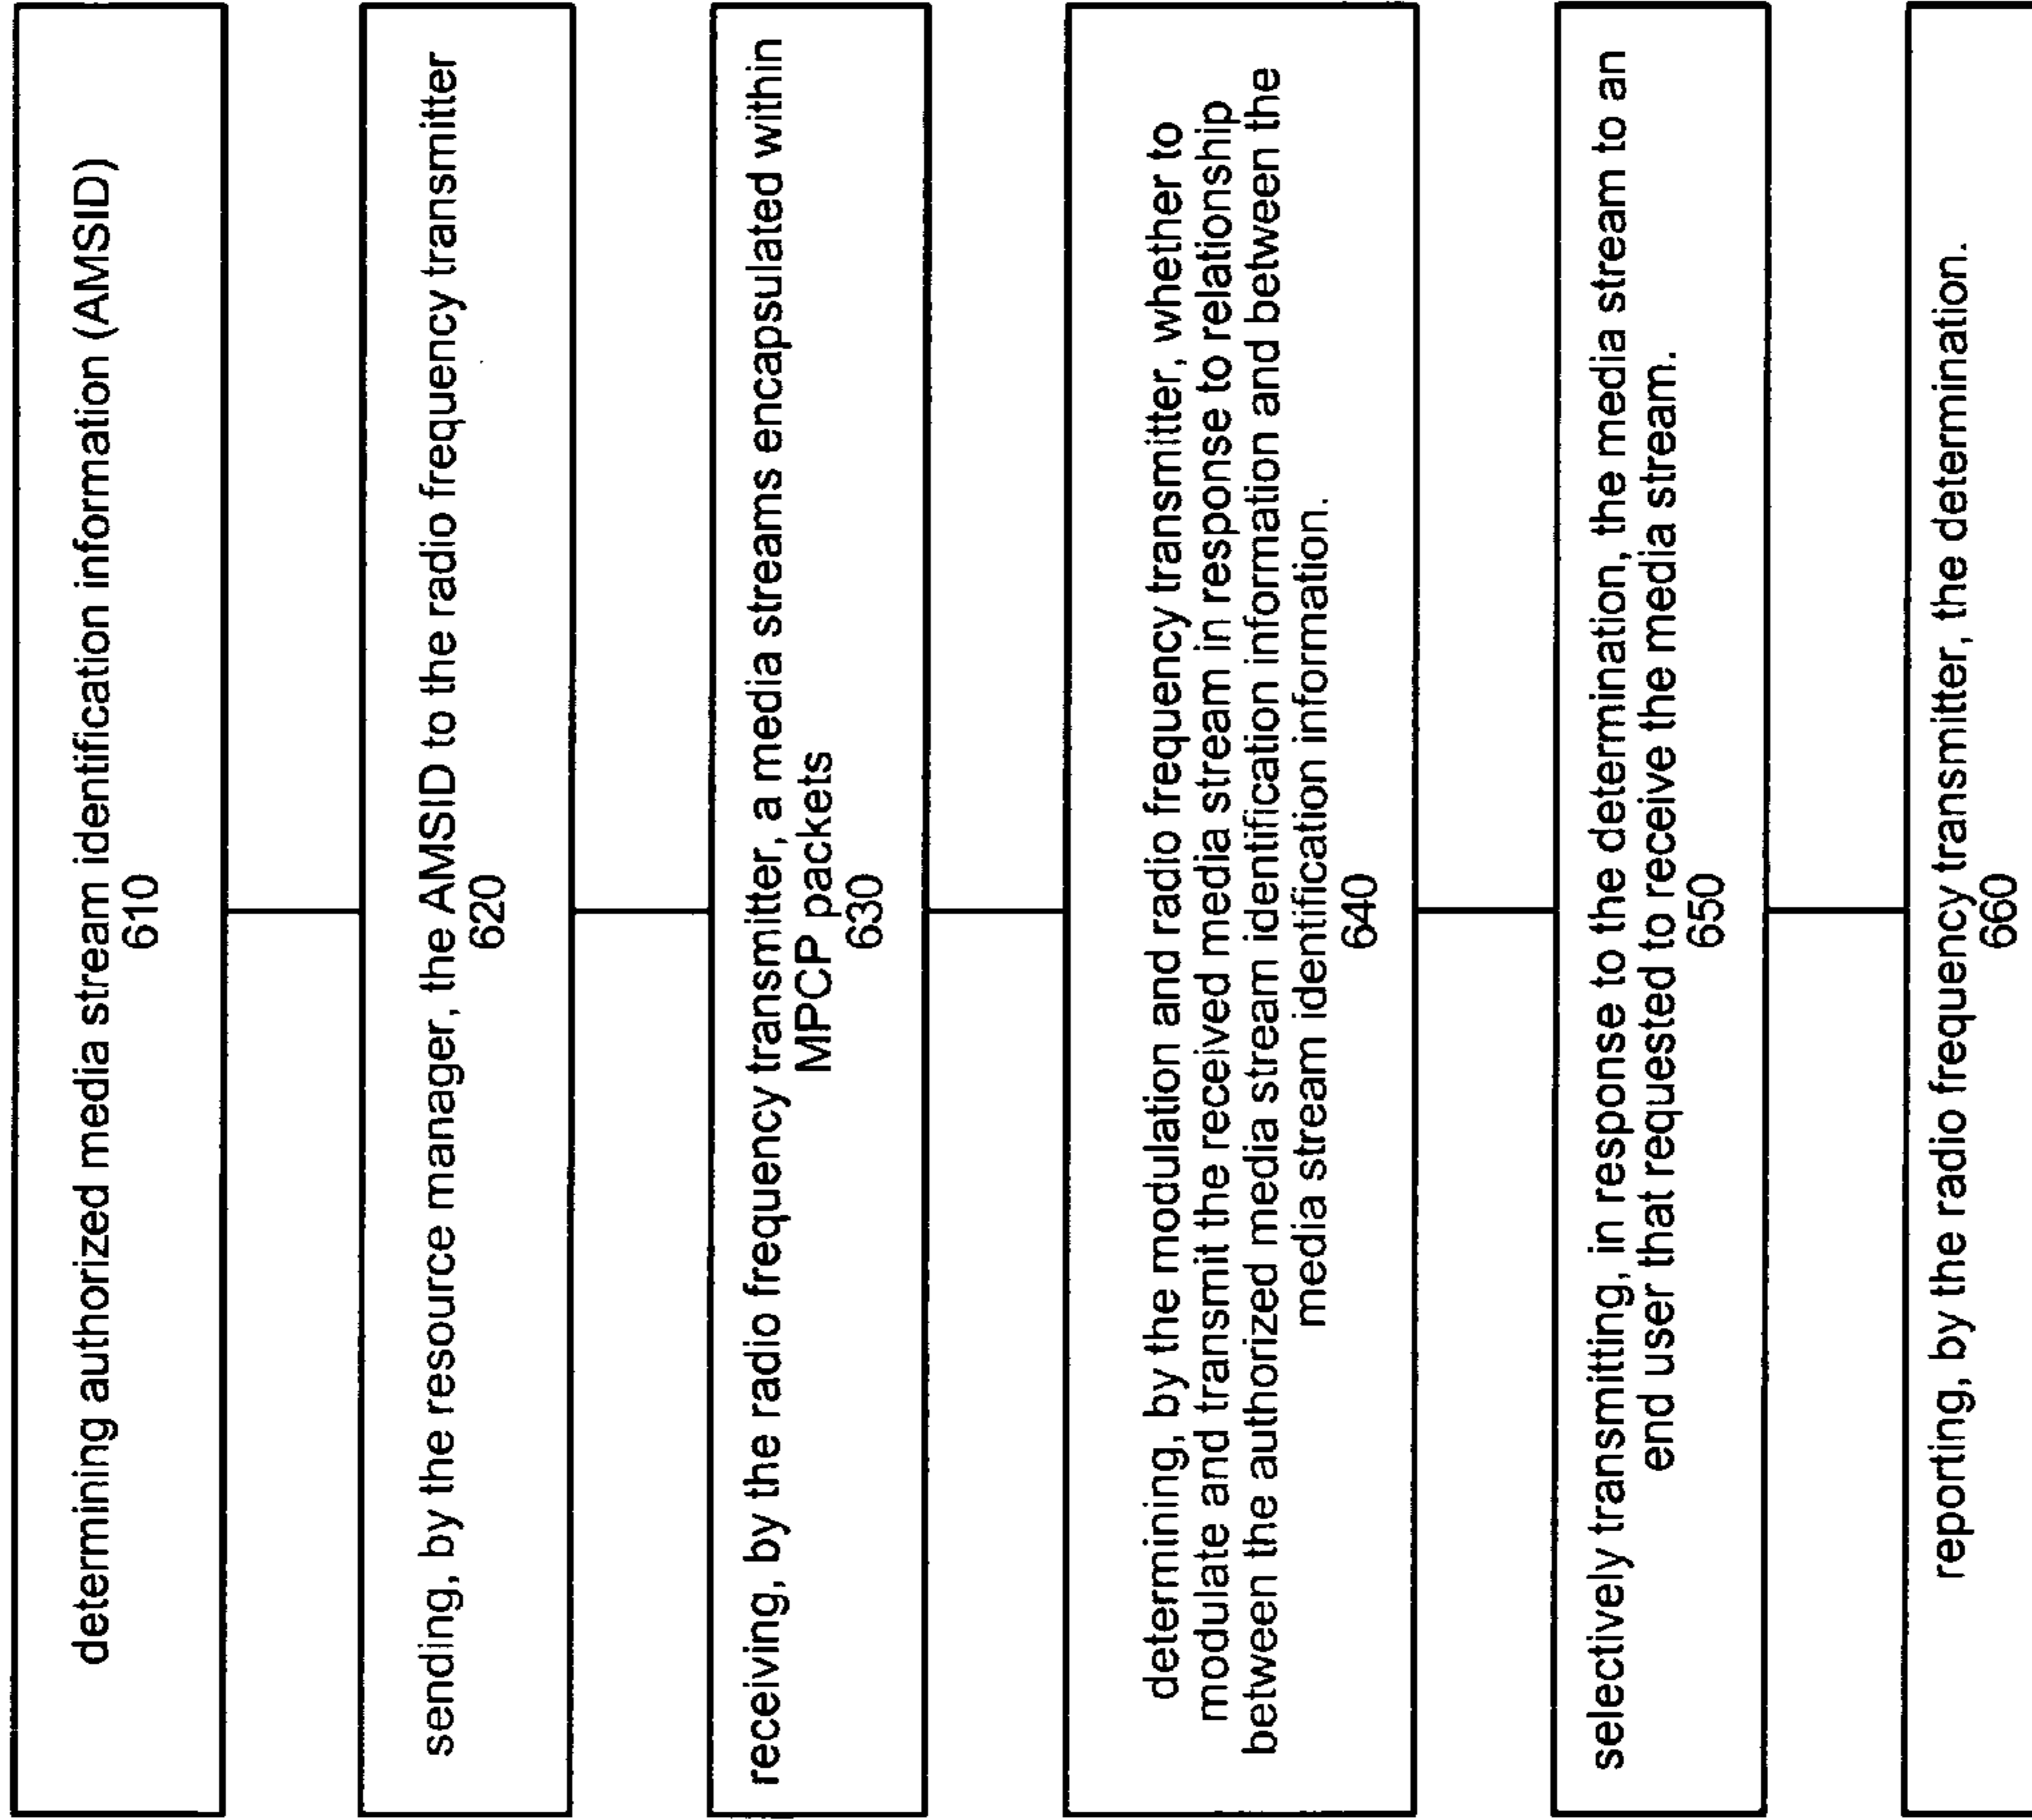 determining authorized media stream identification information (AMSID)
610
sending, by the resource manager, the AMSID to the radio frequency transmitter
620
receiving, by the radio frequency transmitter, a media streams encapsulated within
MPCP packets
630
determining, by the modulation and radio frequency transmitter, whether to
modulate and transmit the received media stream in response to relationship
between the authorized media stream identification information and between the
media stream identification information.
640
selectively transmitting, in response to the determination, the media stream to an
end user that requested to receive the media stream.
650
reporting, by the radio frequency transmitter, the determination.
660